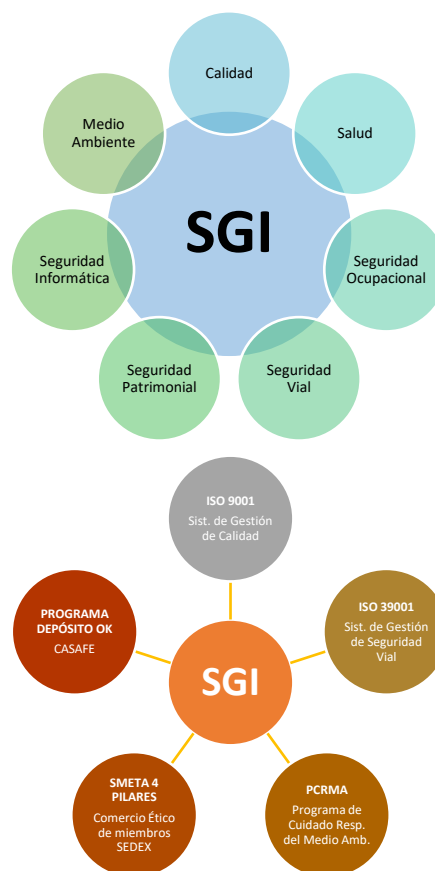 Calidad
Medio
Ambiente
Salud
SGI
Seguridad
Informática
Seguridad
Ocupacional
Seguridad
Patrimonial
Seguridad
Vial
ISO 9001
Sist. de Gestión
de Calidad
PROGRAMA
DEPÓSITO OK
CASAFE
ISO 39001
Sist. de Gestión
de Seguridad
Vial
SGI
SMETA 4
PILARES
Comercio Ético
de miembros
SEDEX
PCRMA
Programa de
Cuidado Resp.
del Medio Amb.